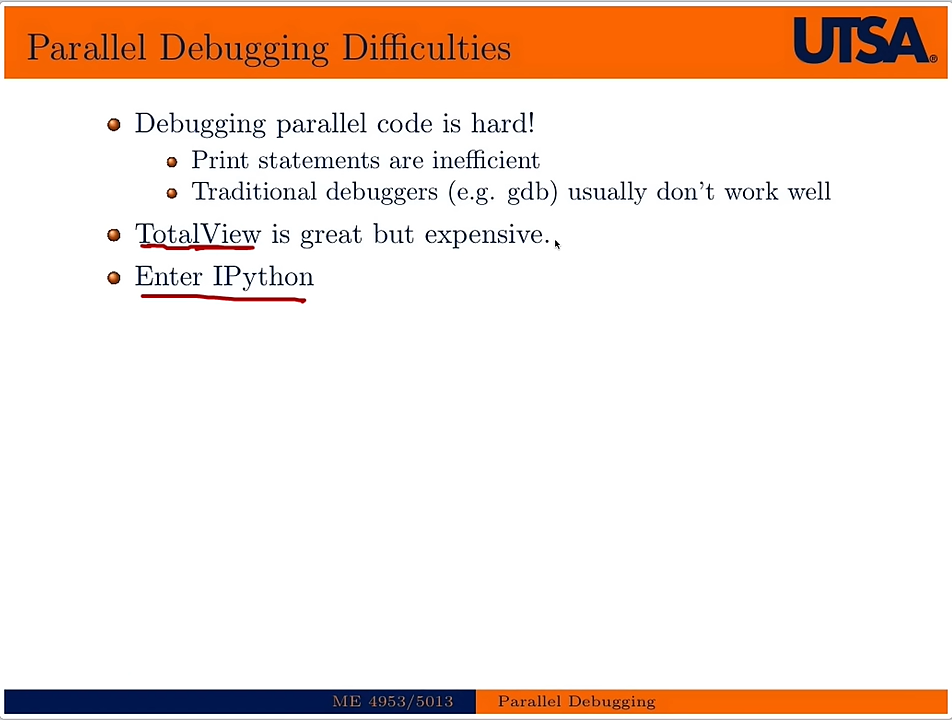 Parallel Debugging Difficulties
UTSA®
Debugging parallel code is hard!
Print statements are inefficient
Traditional debuggers (e.g. gdb) usually don't work well
TotalView is great but expensive.
Enter IPython
ME 4953/5013
Parallel Debugging